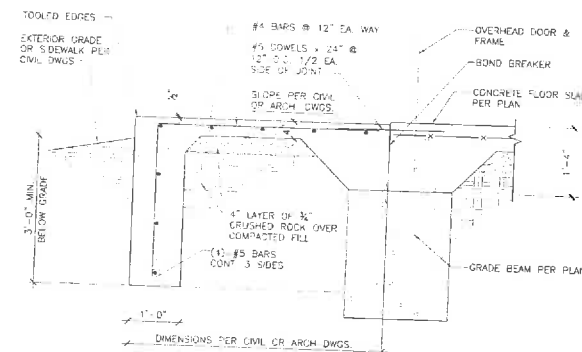 TOOLED EDGES
EXTERIOR GRADE
OR SIDEWALK PER
CIVIL DWGS
#4 BARS @ 12" EA. WAY
#5 DOWELS x 24" @
12" O.C. 1/2 EA.
SIDE OF JOINT
SLOPE PER CIVIL
OR ARCH DWGS.
OVERHEAD DOOR &
FRAME
BOND BREAKER
CONCRETE FLOOR SLAB
PER PLAN
1'-4"
3'-0" MIN.
BELOW GRADE
4" LAYER OF ¾"
CRUSHED ROCK OVER
COMPACTED FILL
(4) #5 BARS
CONT. 3 SIDES
GRADE BEAM PER PLAN
1'-0"
DIMENSIONS PER CIVIL OR ARCH DWGS.